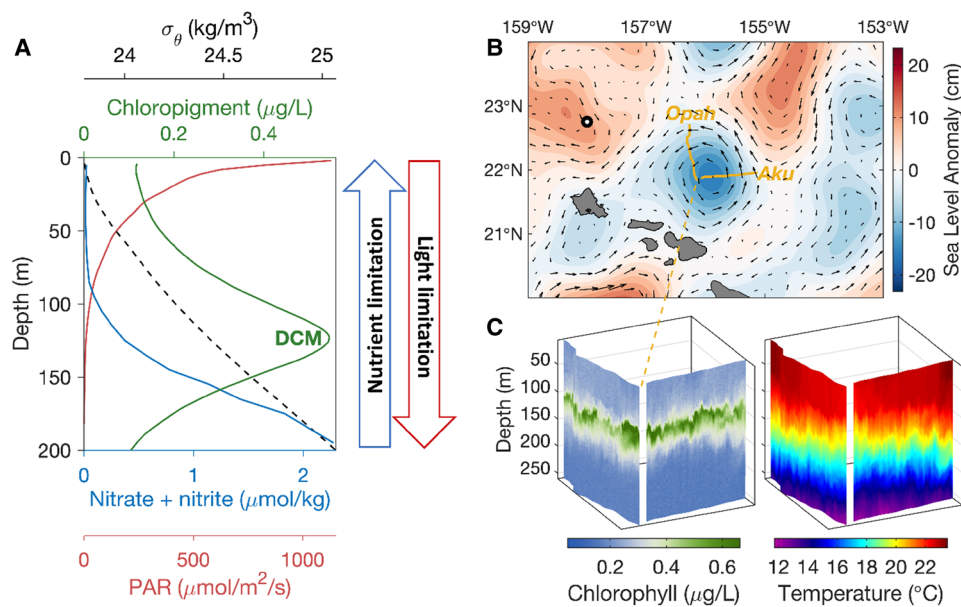 A
σθ (kg/m³)
24 24.5 25
Chloropigment (μg/L)
0 0.2 0.4
0
50
100
150
200
Depth (m)
DCM
Nutrient limitation
Light limitation
0 1 2
Nitrate + nitrite (μmol/kg)
0 500 1000
PAR (μmol/m²/s)
B
159°W 157°W 155°W 153°W
23°N
22°N
21°N
Opah
Aku
20
10
0
-10
-20
Sea Level Anomaly (cm)
C
50
100
150
200
250
Depth (m)
0.2 0.4 0.6
Chlorophyll (μg/L)
12 14 16 18 20 22
Temperature (°C)